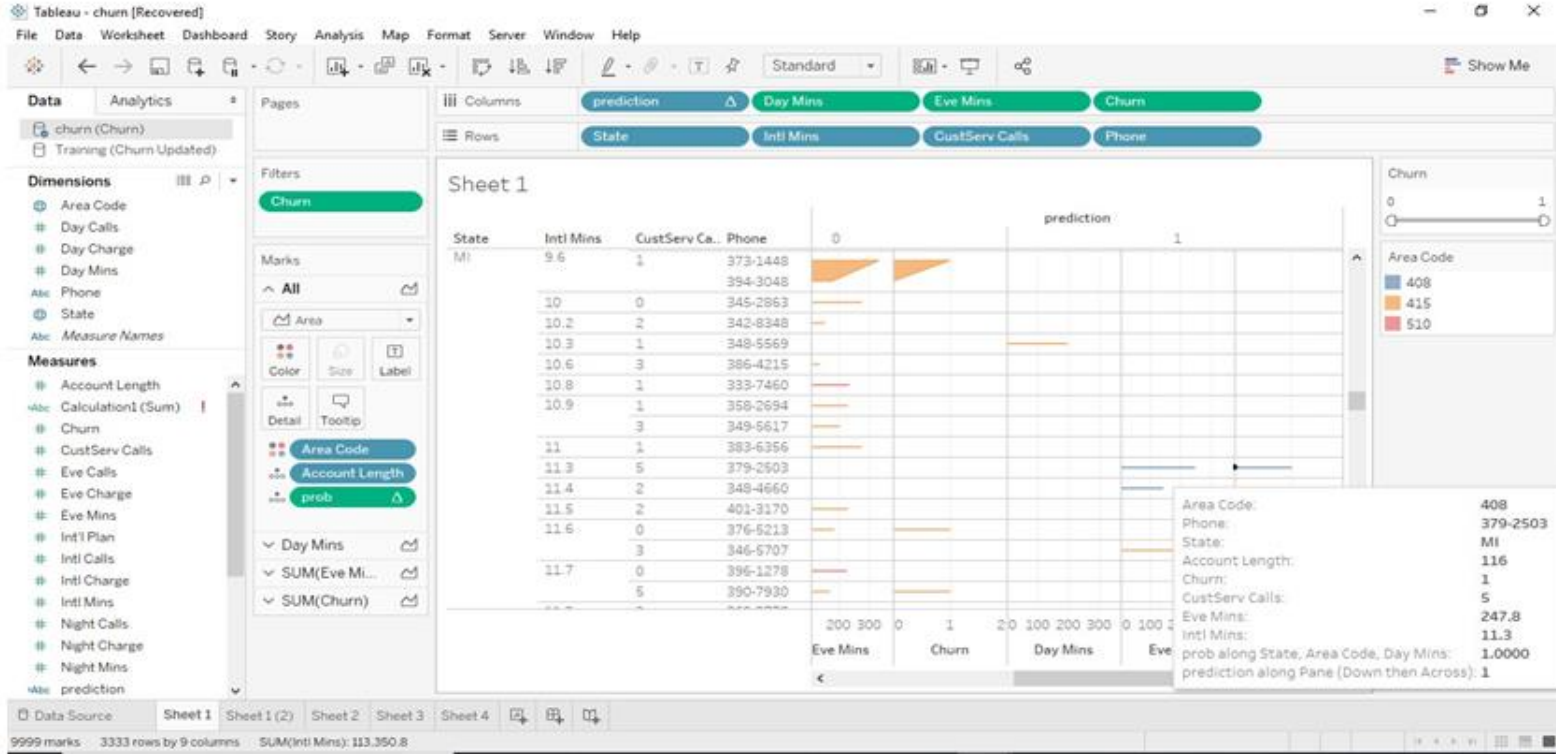 Tableau - churn [Recovered]
File Data Worksheet Dashboard Story Analysis Map Format Server Window Help
Standard
Show Me
Data Analytics
churn (Churn)
Training (Churn Updated)
Dimensions
Area Code
Day Calls
Day Charge
Day Mins
Abc Phone
State
Abc Measure Names
Measures
Account Length
Abc Calculation1 (Sum) !
Churn
CustServ Calls
Eve Calls
Eve Charge
Eve Mins
Int'l Plan
Intl Calls
Intl Charge
Intl Mins
Night Calls
Night Charge
Night Mins
Abc prediction
Pages
Filters
Churn
Marks
All
Area
Color Size Label
Detail Tooltip
Area Code
Account Length
prob Δ
Day Mins
SUM(Eve Mi...
SUM(Churn)
Columns prediction Δ Day Mins Eve Mins Churn
Rows State Intl Mins CustServ Calls Phone
Sheet 1
prediction
State Intl Mins CustServ Ca.. Phone 0 1
MI 9.6 1 373-1448
394-3048
10 0 345-2863
10.2 2 342-8348
10.3 1 348-5569
10.6 3 386-4215
10.8 1 333-7460
10.9 1 358-2694
3 349-5617
11 1 383-6356
11.3 5 379-2503
11.4 2 348-4660
11.5 2 401-3170
11.6 0 376-5213
3 346-5707
11.7 0 396-1278
5 390-7930
200 300 0 1 2 0 100 200 300 0 100
Eve Mins Churn Day Mins Eve
Churn
0 1
Area Code
408
415
510
Area Code: 408
Phone: 379-2503
State: MI
Account Length: 116
Churn: 1
CustServ Calls: 5
Eve Mins: 247.8
Intl Mins: 11.3
prob along State, Area Code, Day Mins: 1.0000
prediction along Pane (Down then Across): 1
Data Source Sheet 1 Sheet 1 (2) Sheet 2 Sheet 3 Sheet 4
9999 marks 3333 rows by 9 columns SUM(Intl Mins): 113,350.8